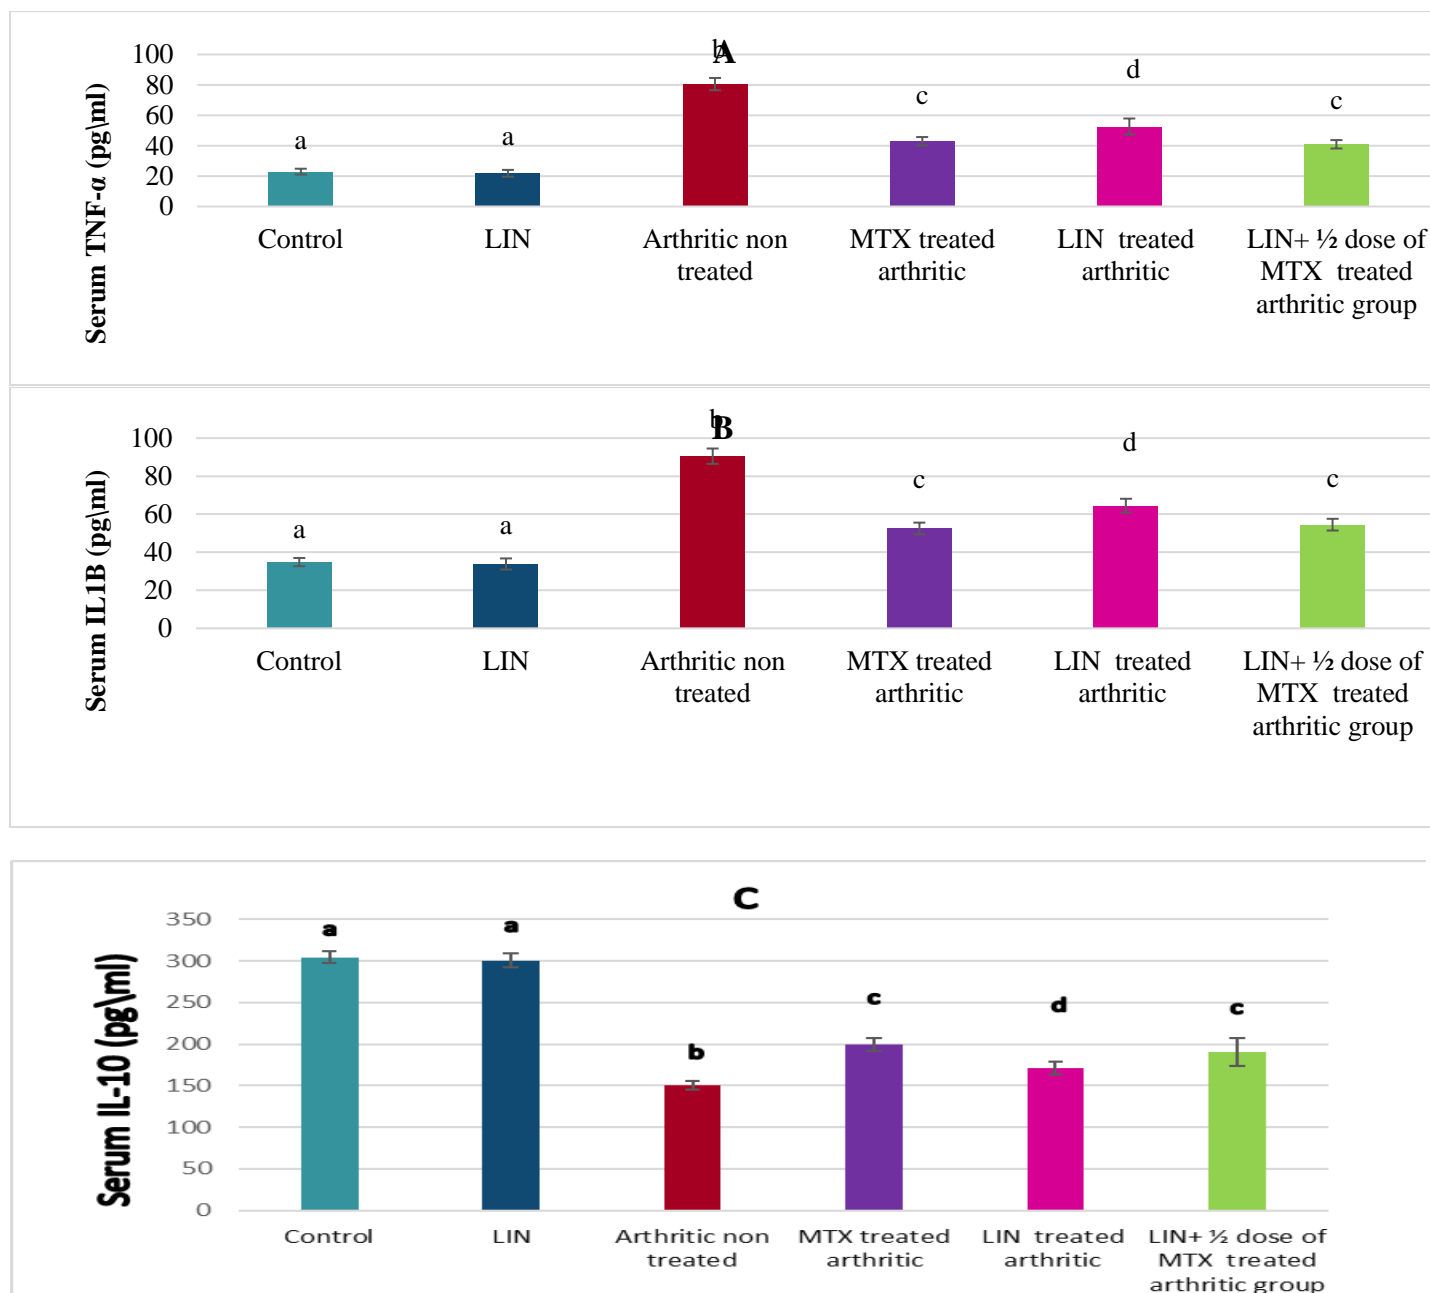 A
Serum TNF-α (pg\ml)
100
80
60
40
20
0
a
a
b
c
d
c
Control
LIN
Arthritic non
treated
MTX treated
arthritic
LIN treated
arthritic
LIN+ ½ dose of
MTX treated
arthritic group
B
Serum IL1B (pg\ml)
100
80
60
40
20
0
a
a
b
c
d
c
Control
LIN
Arthritic non
treated
MTX treated
arthritic
LIN treated
arthritic
LIN+ ½ dose of
MTX treated
arthritic group
C
Serum IL-10 (pg\ml)
350
300
250
200
150
100
50
0
a
a
b
c
d
c
Control
LIN
Arthritic non
treated
MTX treated
arthritic
LIN treated
arthritic
LIN+ ½ dose of
MTX treated
arthritic group